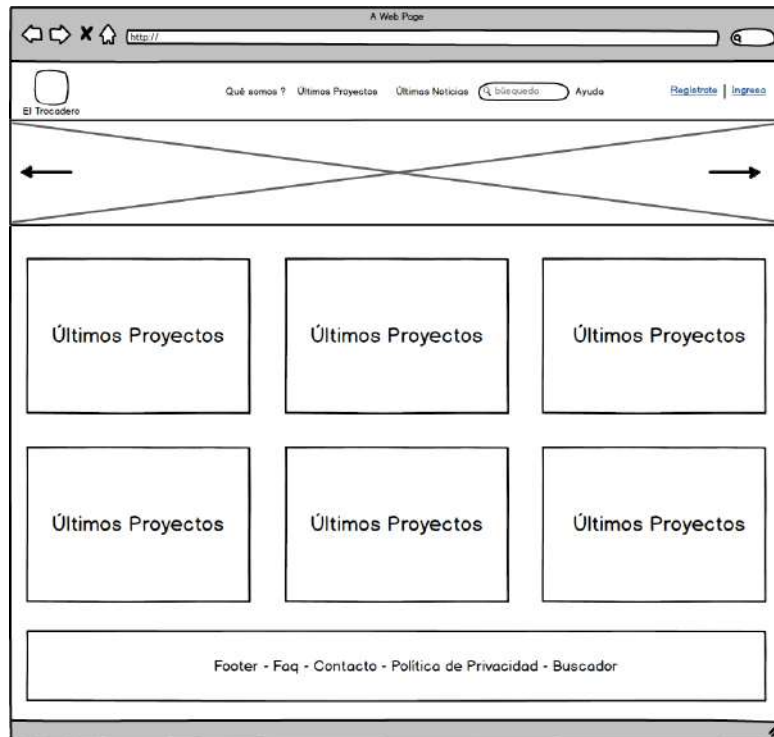 A Web Page
http://
Qué somos ? Últimos Proyectos Últimas Noticias búsqueda Ayuda Registrate | Ingreso
El Trocadero
Últimos Proyectos Últimos Proyectos Últimos Proyectos
Últimos Proyectos Últimos Proyectos Últimos Proyectos
Footer - Faq - Contacto - Política de Privacidad - Buscador